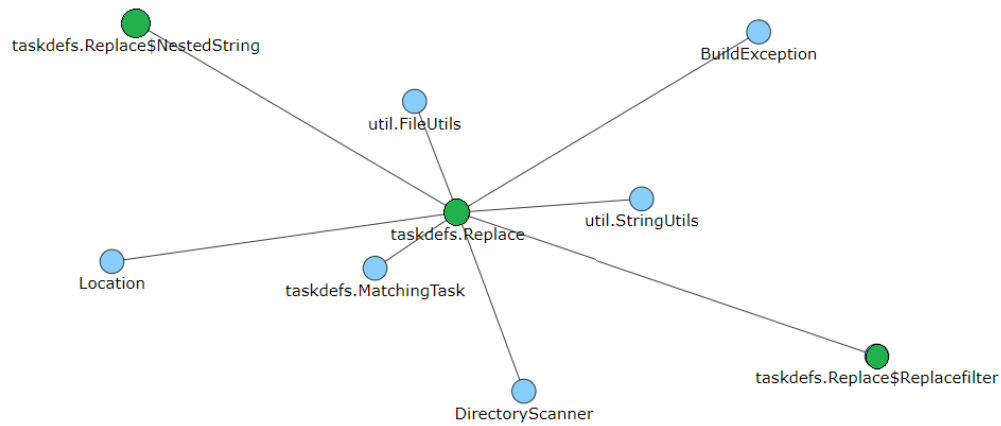 taskdefs.Replace$NestedString
BuildException
util.FileUtils
util.StringUtils
taskdefs.Replace
Location
taskdefs.MatchingTask
taskdefs.Replace$Replacefilter
DirectoryScanner